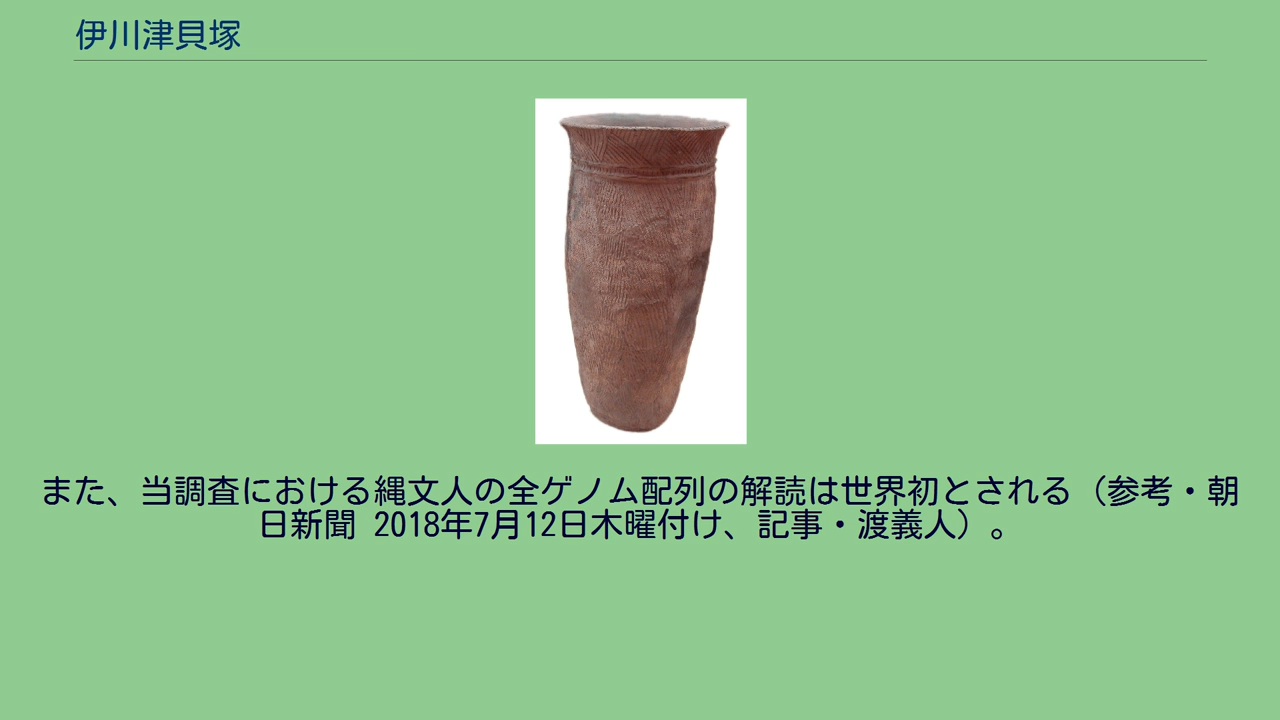 伊川津貝塚
また、当調査における縄文人の全ゲノム配列の解読は世界初とされる（参考・朝
日新聞 2018年7月12日木曜付け、記事・渡義人）。